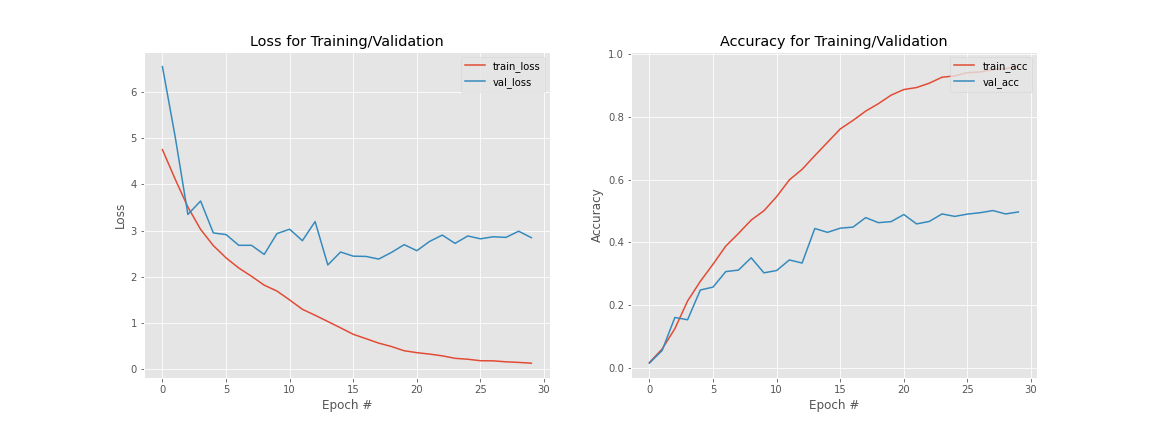 Loss for Training/Validation
train_loss
val_loss
6
5
4
3
2
1
0
Loss
0 5 10 15 20 25 30
Epoch #
Accuracy for Training/Validation
train_acc
val_acc
1.0
0.8
0.6
0.4
0.2
0.0
Accuracy
0 5 10 15 20 25 30
Epoch #